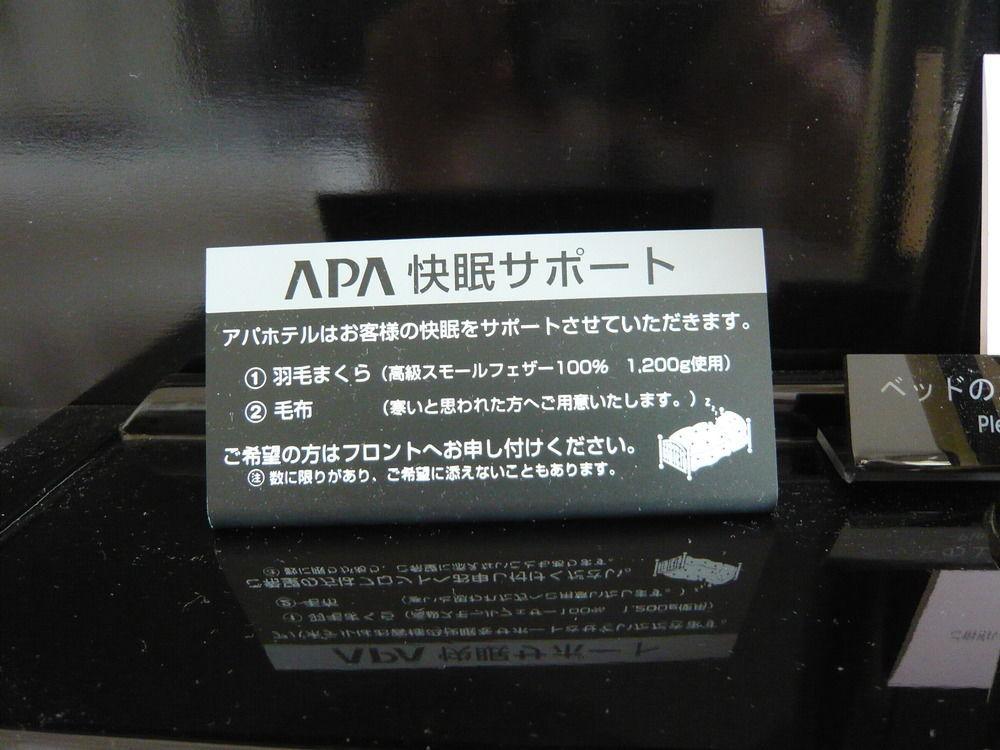 APA 快眠サポート
アパホテルはお客様の快眠をサポートさせていただきます。
① 羽毛まくら（高級スモールフェザー100% 1,200g使用）
② 毛布 （寒いと思われた方へご用意いたします。）
ご希望の方はフロントへお申し付けください。
㊟ 数に限りがあり、ご希望に添えないこともあります。
ベッドの
Ple